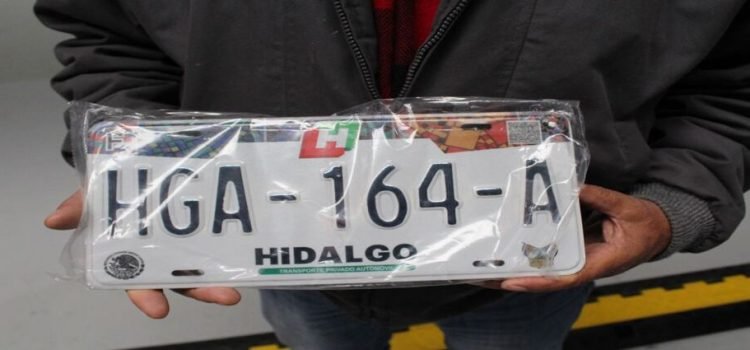 H
HGA-164-A
HiDALGO
TRANSPORTE PRIVADO AUTOMÓVIL